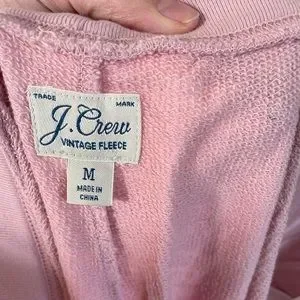 TRADE MARK
J.Crew
VINTAGE FLEECE
M
MADE IN
CHINA